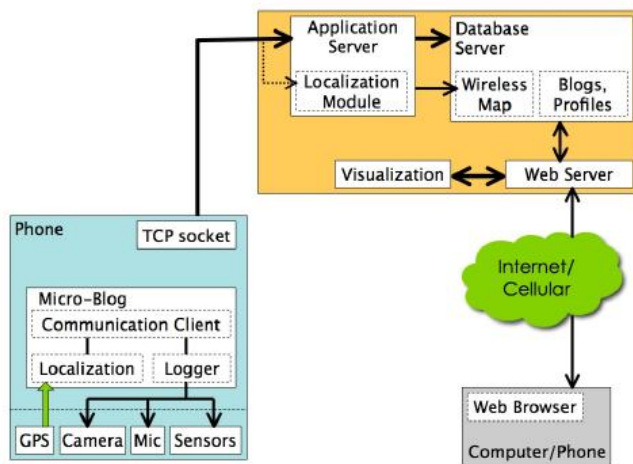 Application
Server
Localization
Module
Database
Server
Wireless
Map
Blogs,
Profiles
Visualization
Web Server
Phone
TCP socket
Micro-Blog
Communication Client
Localization
Logger
GPS
Camera
Mic
Sensors
Internet/
Cellular
Web Browser
Computer/Phone